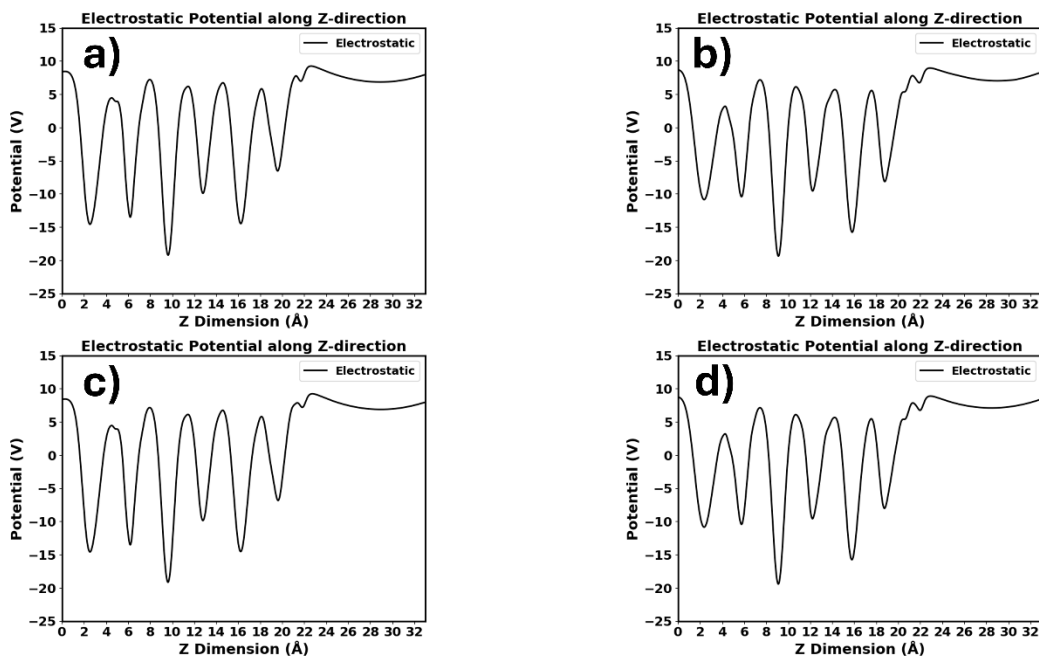 Electrostatic Potential along Z-direction
a)
Electrostatic
15
10
5
0
−5
−10
−15
−20
−25
Potential (V)
0 2 4 6 8 10 12 14 16 18 20 22 24 26 28 30 32
Z Dimension (Å)
Electrostatic Potential along Z-direction
b)
Electrostatic
15
10
5
0
−5
−10
−15
−20
−25
Potential (V)
0 2 4 6 8 10 12 14 16 18 20 22 24 26 28 30 32
Z Dimension (Å)
Electrostatic Potential along Z-direction
c)
Electrostatic
15
10
5
0
−5
−10
−15
−20
−25
Potential (V)
0 2 4 6 8 10 12 14 16 18 20 22 24 26 28 30 32
Z Dimension (Å)
Electrostatic Potential along Z-direction
d)
Electrostatic
15
10
5
0
−5
−10
−15
−20
−25
Potential (V)
0 2 4 6 8 10 12 14 16 18 20 22 24 26 28 30 32
Z Dimension (Å)